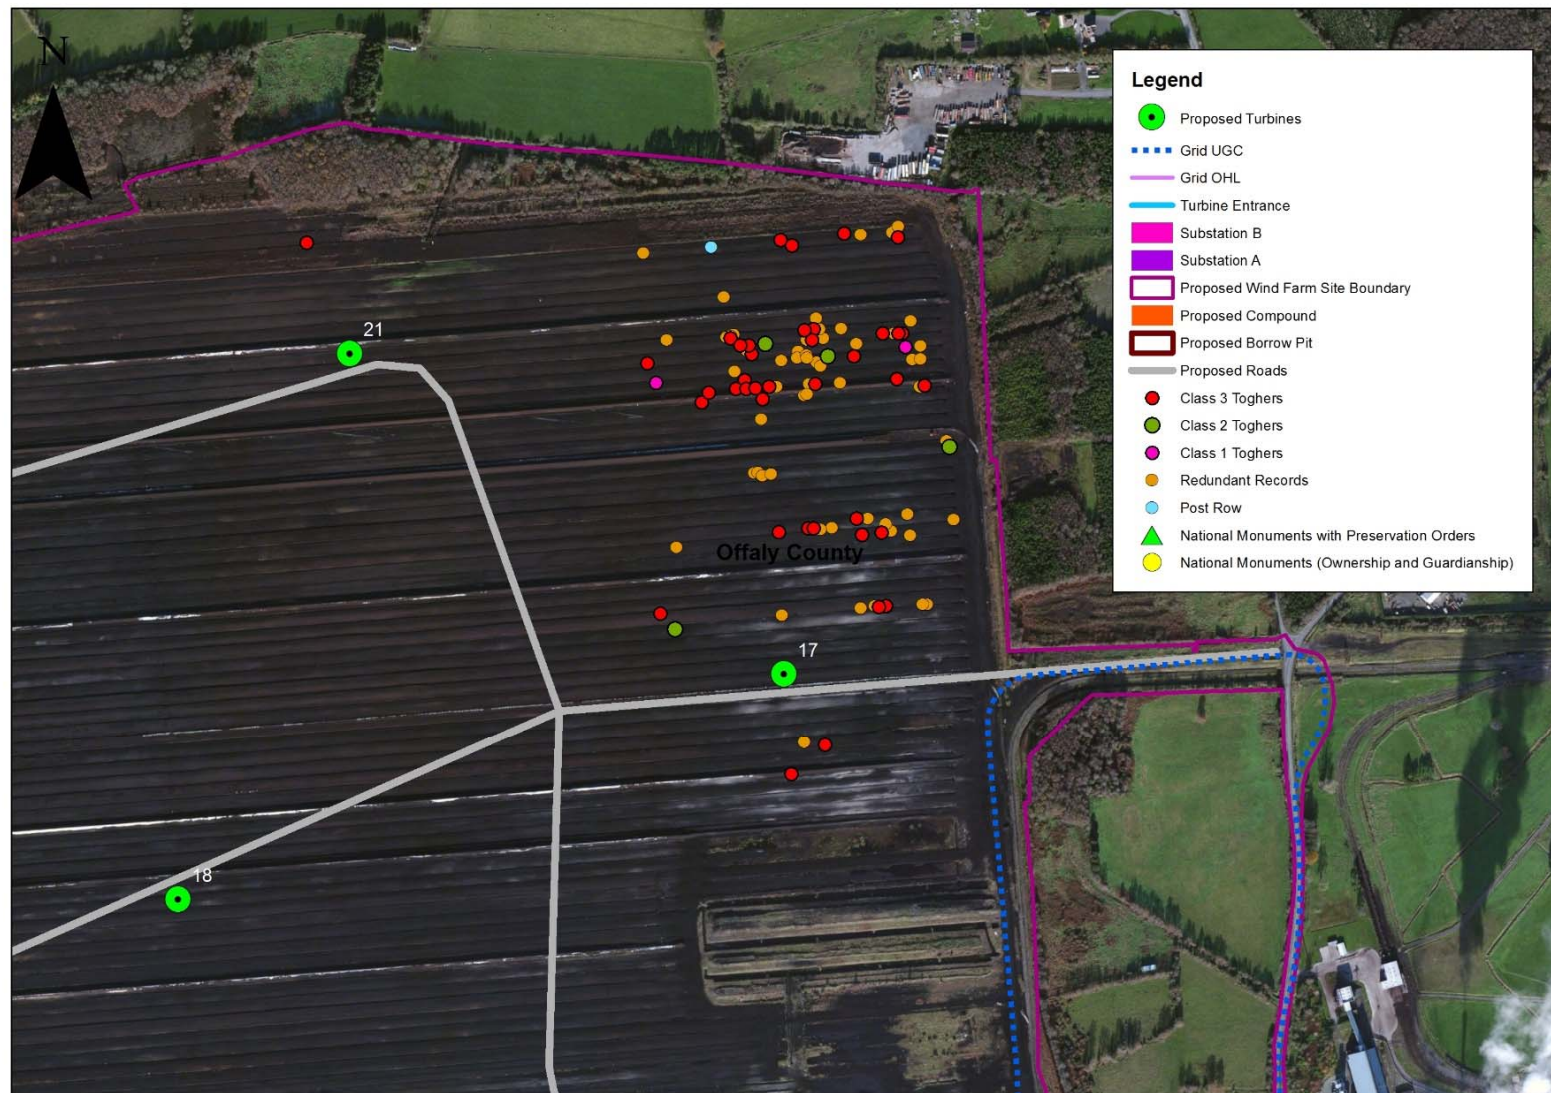 N
Legend
Proposed Turbines
Grid UGC
Grid OHL
Turbine Entrance
Substation B
Substation A
Proposed Wind Farm Site Boundary
Proposed Compound
Proposed Borrow Pit
Proposed Roads
Class 3 Toghers
Class 2 Toghers
Class 1 Toghers
Redundant Records
Post Row
National Monuments with Preservation Orders
National Monuments (Ownership and Guardianship)
21
Offaly County
17
18